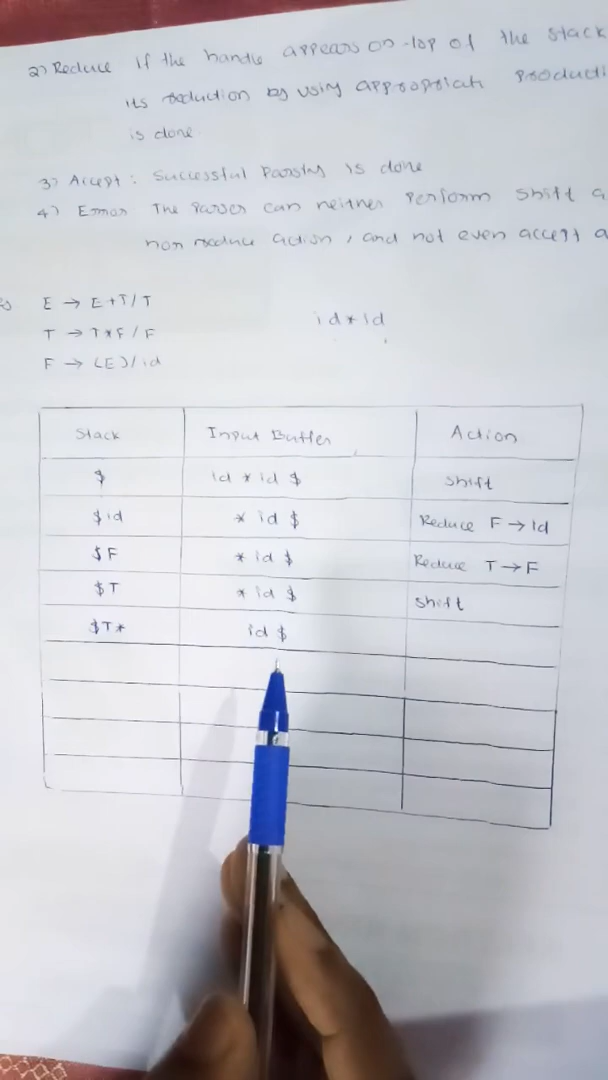 2) Reduce if the handle appears on top of the stack
its reduction by using appropriate producti
is done
3) Accept: Successful Parsing is done
4) Error The Parser can neither perform shift a
non reduce action, and not even accept a
E → E+T/T
T → T*F/F
F → (E)/id
id*id
Stack Input Buffer Action
$ id * id $ shift
$id * id $ Reduce F → id
$F * id $ Reduce T → F
$T * id $ shift
$T* id $